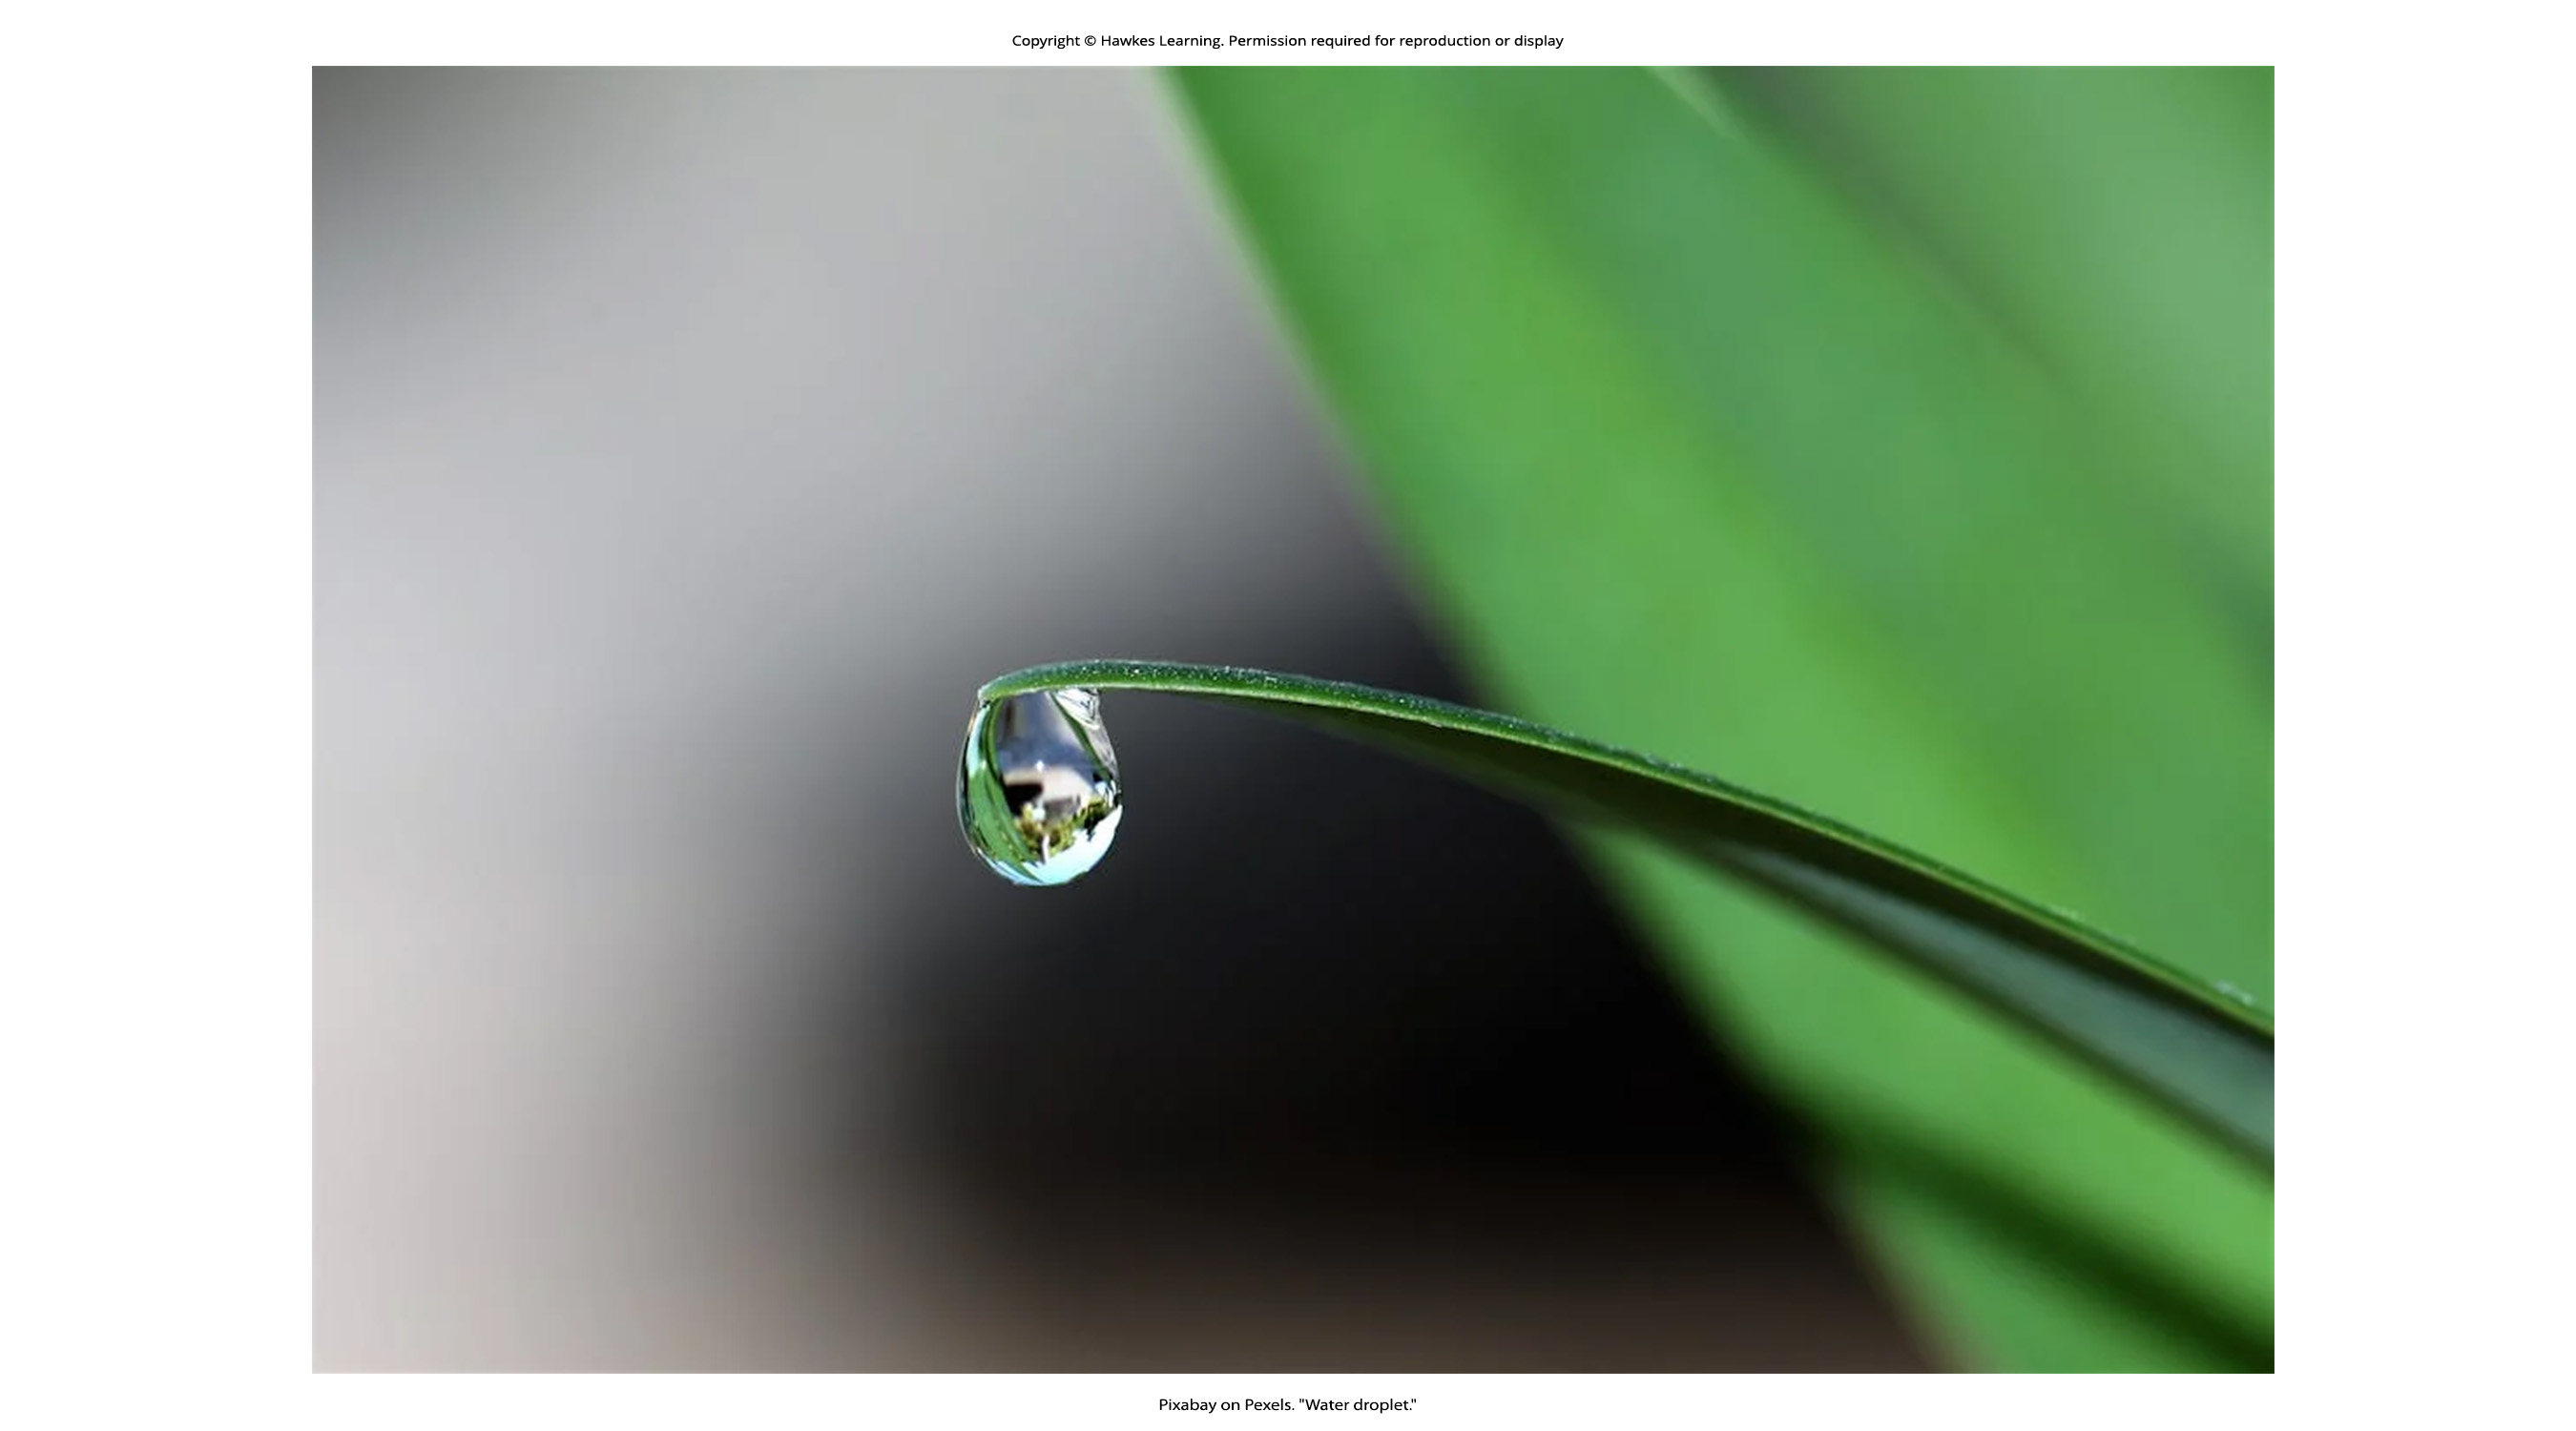 Copyright © Hawkes Learning. Permission required for reproduction or display
Pixabay on Pexels. "Water droplet."